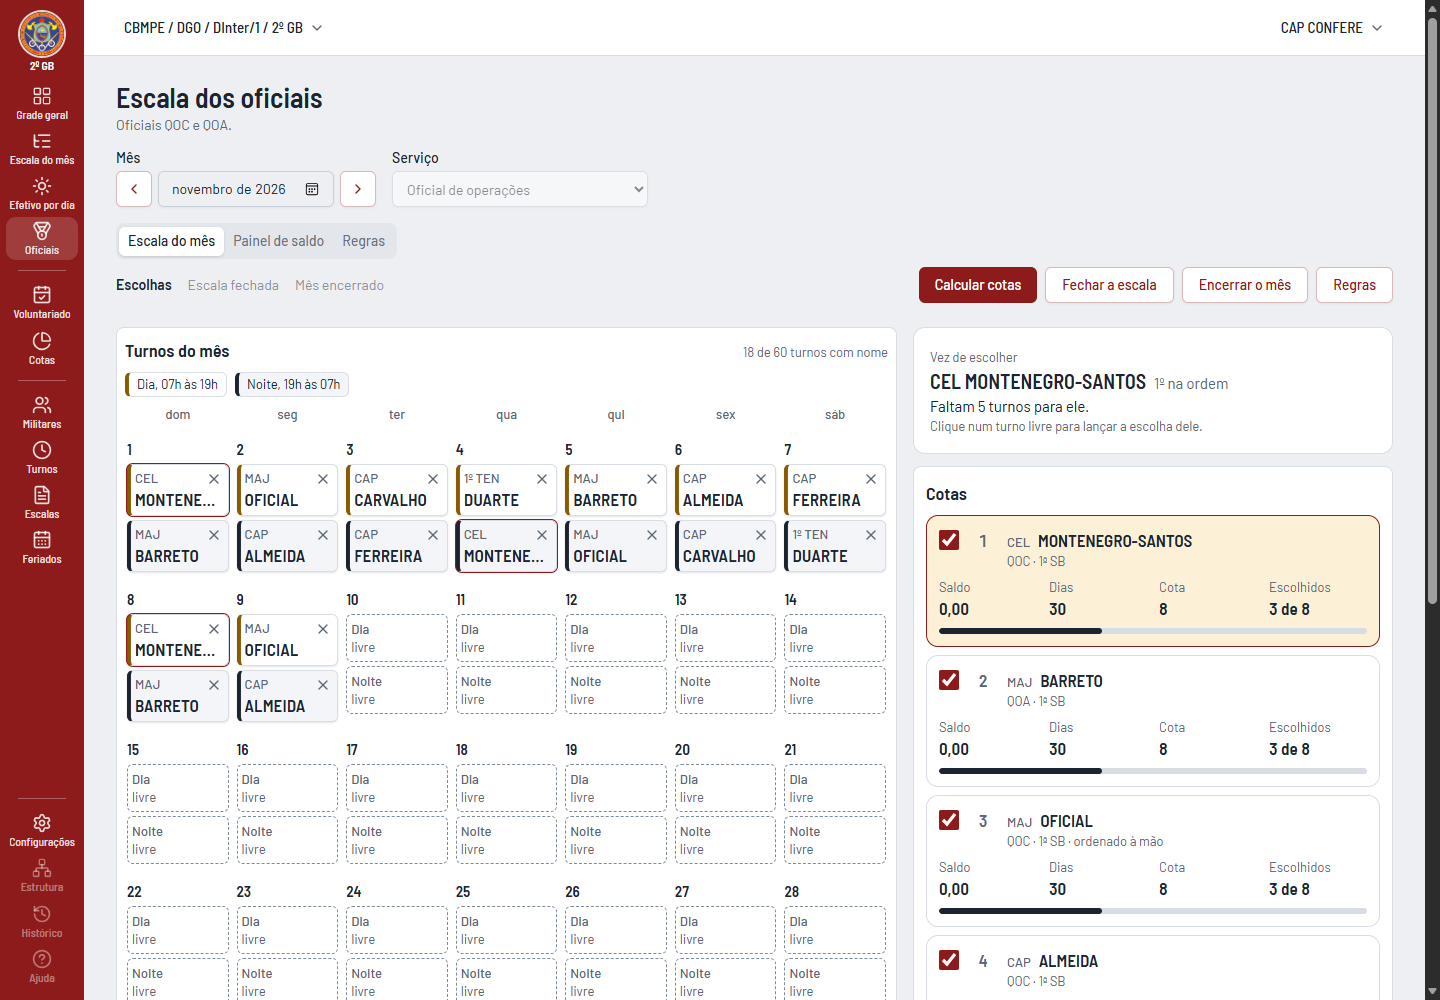 CBMPE / DGO / DInter/1 / 2º GB
CAP CONFERE
2º GB
Grade geral
Escala do mês
Efetivo por dia
Oficiais
Voluntariado
Cotas
Militares
Turnos
Escalas
Feriados
Configurações
Estrutura
Histórico
Ajuda
Escala dos oficiais
Oficiais QOC e QOA.
Mês
Serviço
novembro de 2026
Oficial de operações
Escala do mês Painel de saldo Regras
Escolhas Escala fechada Mês encerrado
Calcular cotas Fechar a escala Encerrar o mês Regras
Turnos do mês
18 de 60 turnos com nome
Dia, 07h às 19h Noite, 19h às 07h
dom seg ter qua qui sex sáb
1 2 3 4 5 6 7
CEL MAJ CAP 1º TEN MAJ CAP CAP
MONTENE... OFICIAL CARVALHO DUARTE BARRETO ALMEIDA FERREIRA
MAJ CAP CAP CEL MAJ CAP 1º TEN
BARRETO ALMEIDA FERREIRA MONTENE... OFICIAL CARVALHO DUARTE
8 9 10 11 12 13 14
CEL MAJ Dia Dia Dia Dia Dia
MONTENE... OFICIAL livre livre livre livre livre
MAJ CAP Noite Noite Noite Noite Noite
BARRETO ALMEIDA livre livre livre livre livre
15 16 17 18 19 20 21
Dia Dia Dia Dia Dia Dia Dia
livre livre livre livre livre livre livre
Noite Noite Noite Noite Noite Noite Noite
livre livre livre livre livre livre livre
22 23 24 25 26 27 28
Dia Dia Dia Dia Dia Dia Dia
livre livre livre livre livre livre livre
Noite Noite Noite Noite Noite Noite Noite
livre livre livre livre livre livre livre
Vez de escolher
CEL MONTENEGRO-SANTOS 1º na ordem
Faltam 5 turnos para ele.
Clique num turno livre para lançar a escolha dele.
Cotas
1 CEL MONTENEGRO-SANTOS
QOC · 1º SB
Saldo Dias Cota Escolhidos
0,00 30 8 3 de 8
2 MAJ BARRETO
QOA · 1º SB
Saldo Dias Cota Escolhidos
0,00 30 8 3 de 8
3 MAJ OFICIAL
QOC · 1º SB · ordenado à mão
Saldo Dias Cota Escolhidos
0,00 30 8 3 de 8
4 CAP ALMEIDA
QOC · 1º SB